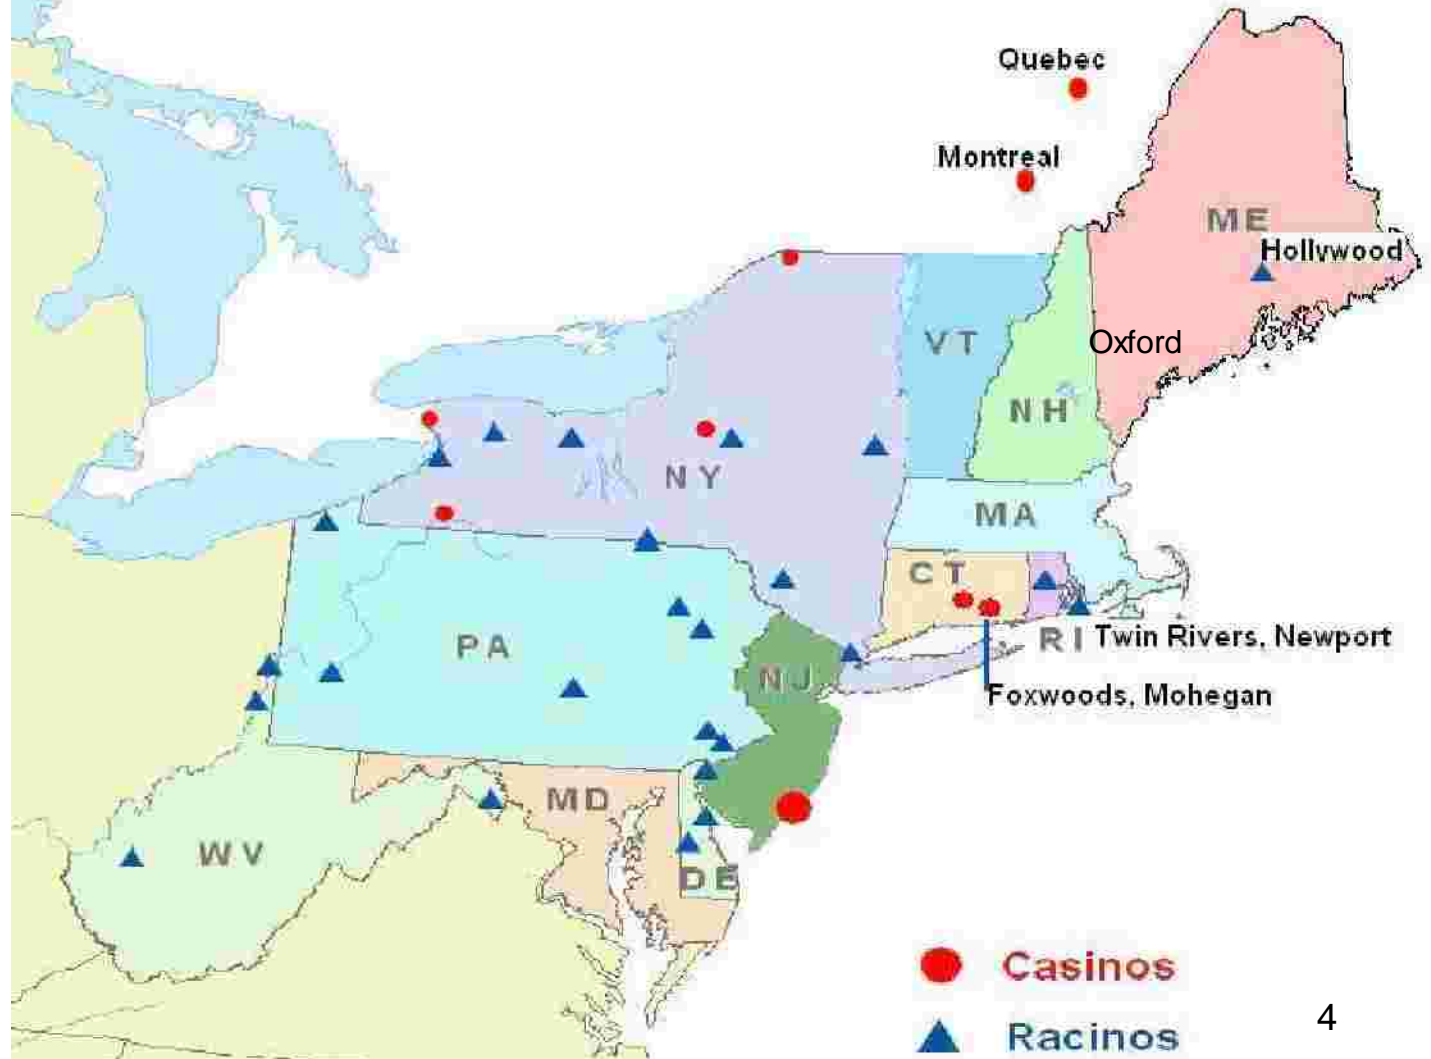 Quebec
Montreal
ME
Hollywood
VT
Oxford
NH
NY
MA
CT
RI Twin Rivers, Newport
PA
NJ
Foxwoods, Mohegan
MD
WV
DE
Casinos
4
Racinos